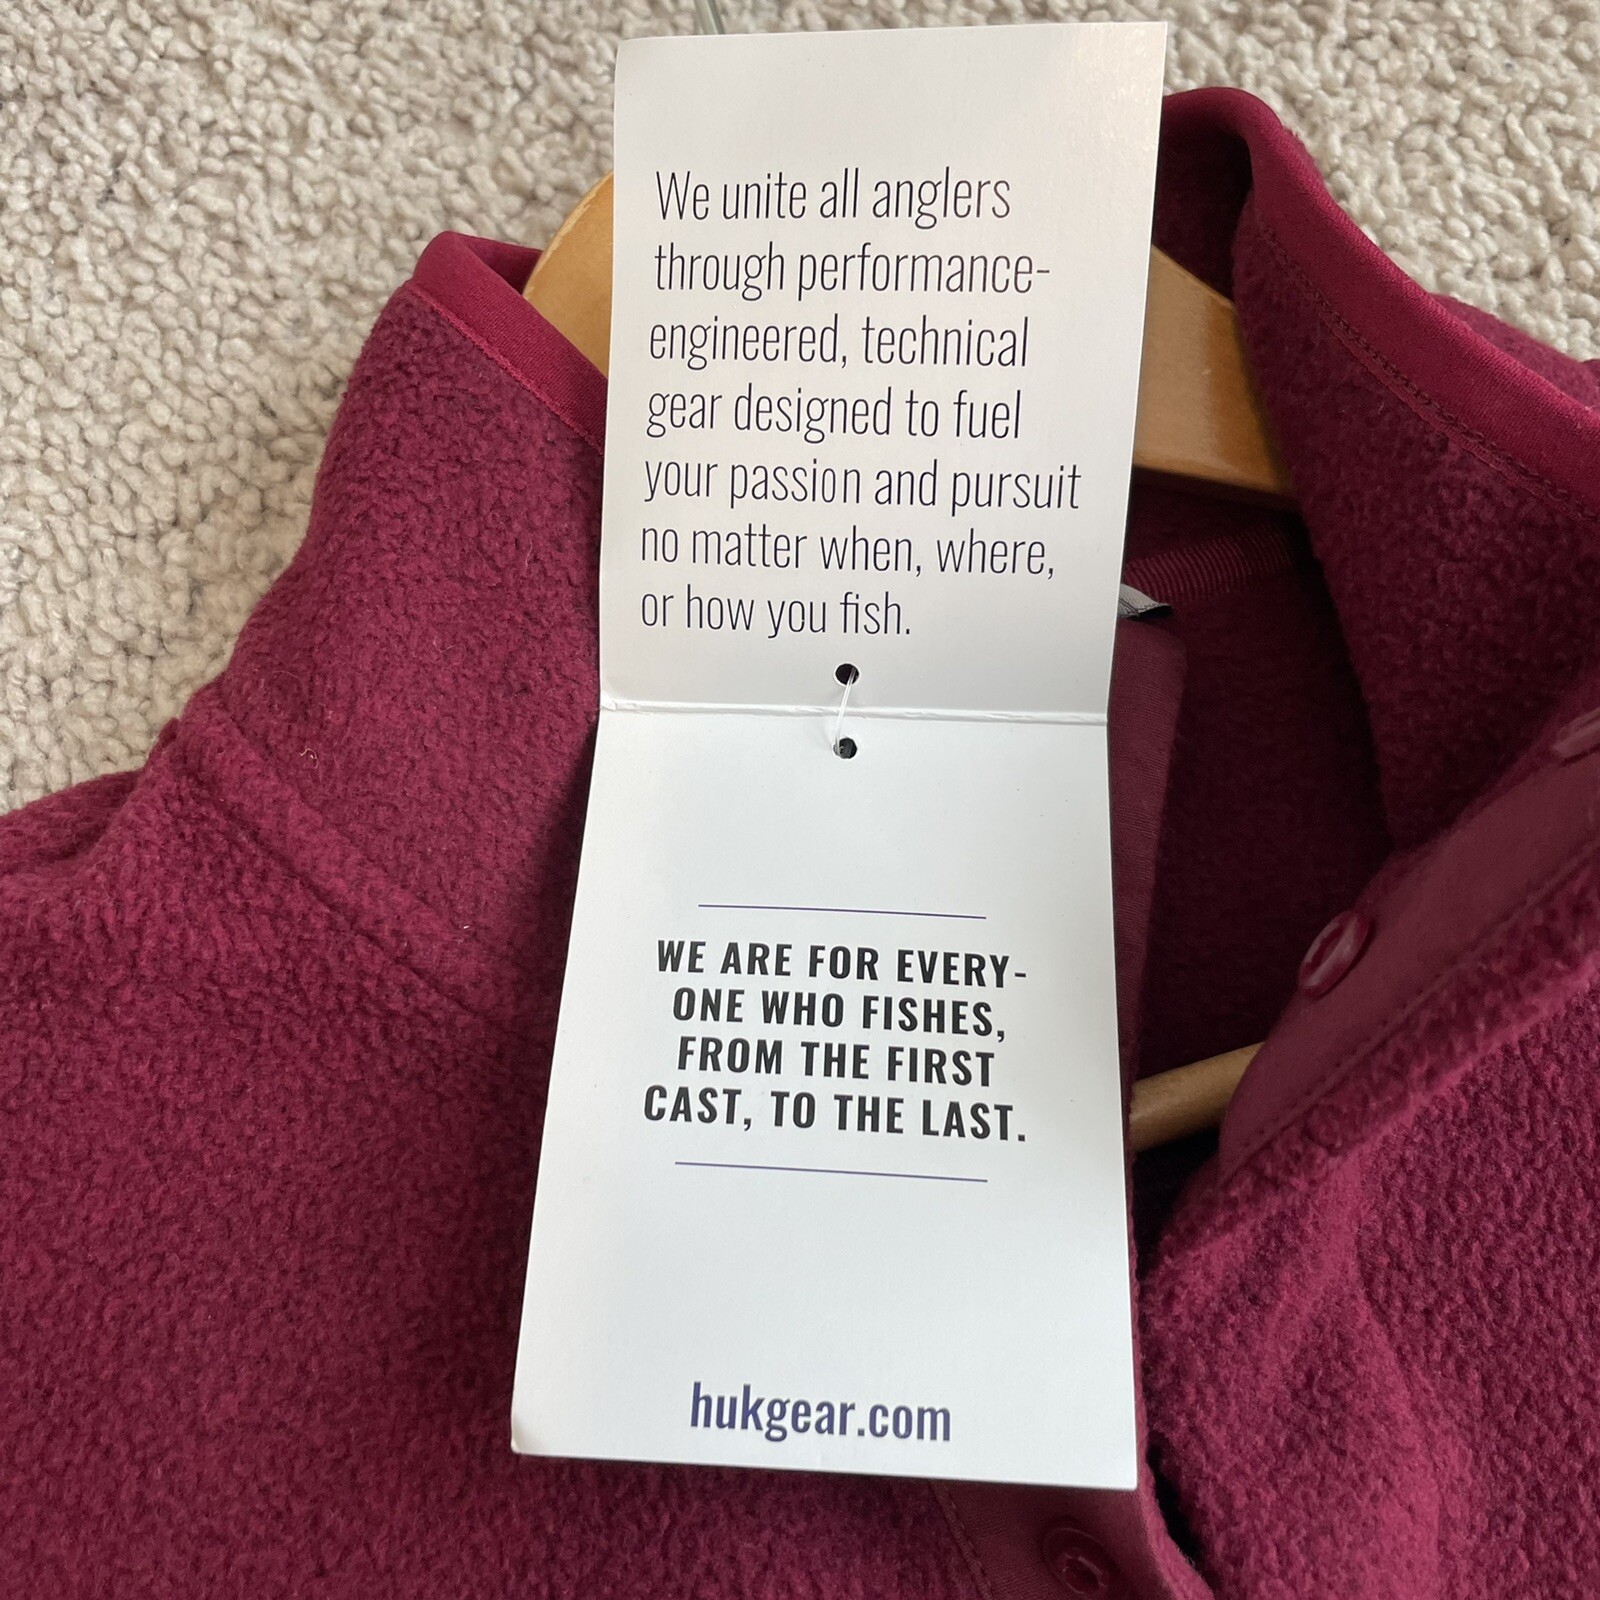 We unite all anglers
through performance-
engineered, technical
gear designed to fuel
your passion and pursuit
no matter when, where,
or how you fish.
WE ARE FOR EVERY-
ONE WHO FISHES,
FROM THE FIRST
CAST, TO THE LAST.
hukgear.com